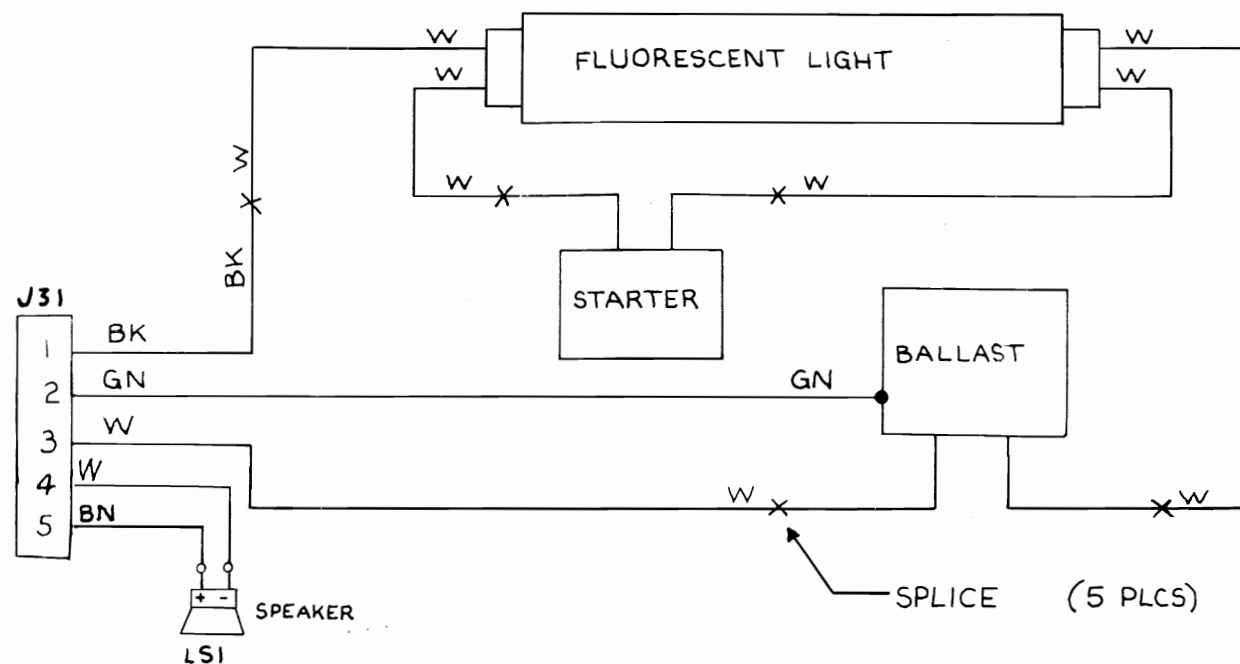 W
W
FLUORESCENT LIGHT
W
W
W
W
W
BK
STARTER
J31
1 BK
2 GN
GN
BALLAST
3 W
4 W
5 BN
W
W
+ -
SPEAKER
LS1
SPLICE (5 PLCS)